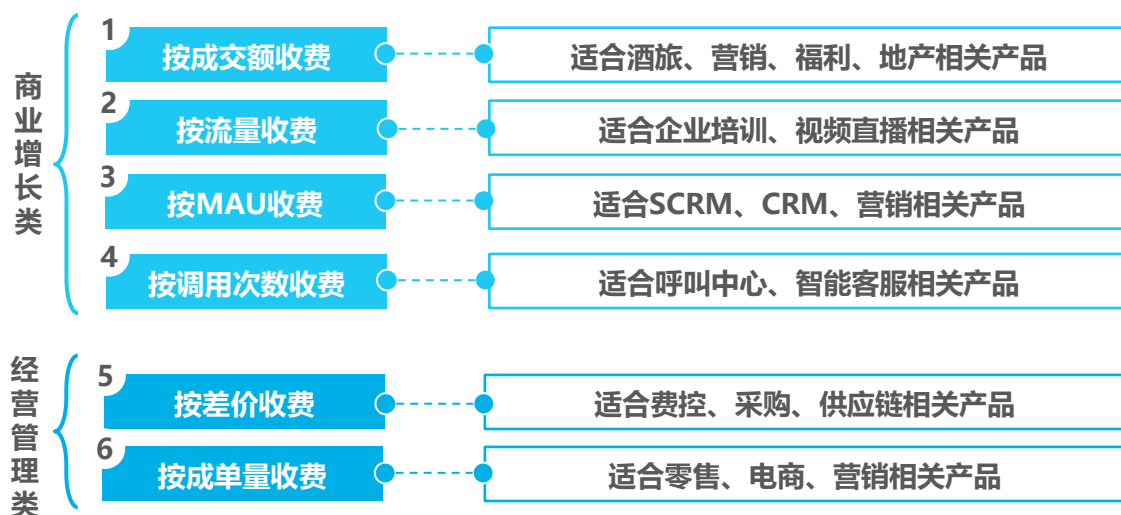 商业增长类
1
按成交额收费
适合酒旅、营销、福利、地产相关产品
2
按流量收费
适合企业培训、视频直播相关产品
3
按MAU收费
适合SCRM、CRM、营销相关产品
4
按调用次数收费
适合呼叫中心、智能客服相关产品
经营管理类
5
按差价收费
适合费控、采购、供应链相关产品
6
按成单量收费
适合零售、电商、营销相关产品